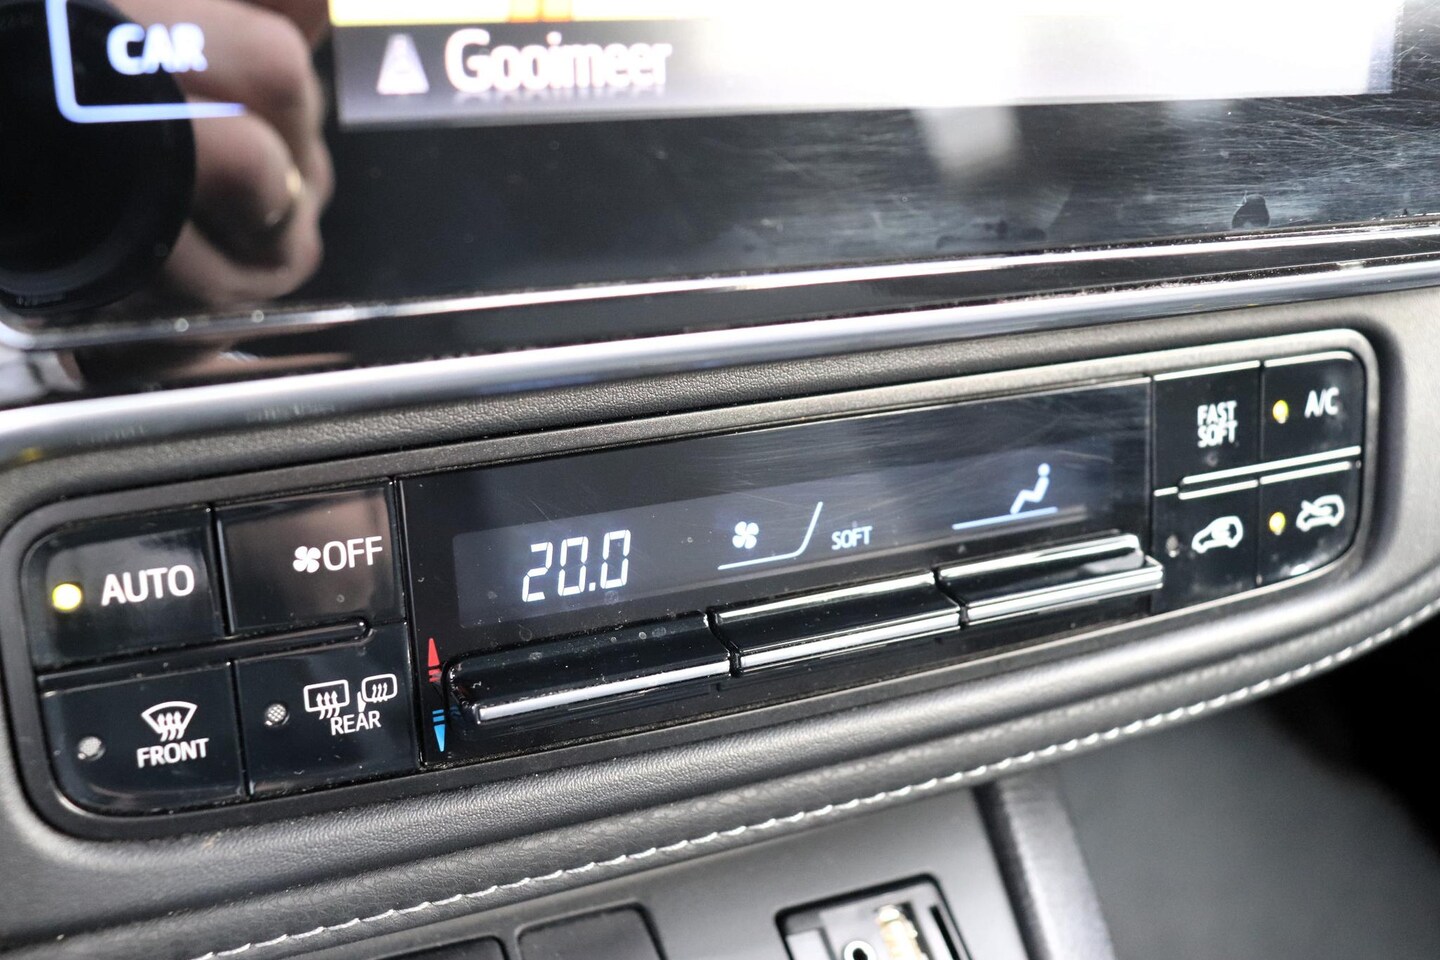 CAR
Gooimeer
AUTO
OFF
20.0
SOFT
FAST
SOFT
A/C
FRONT
REAR